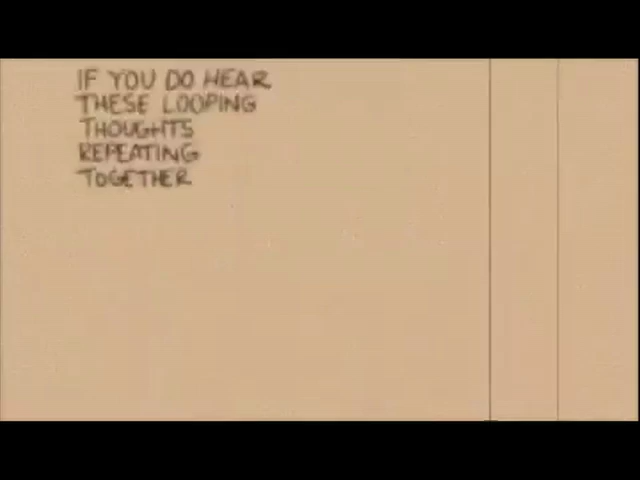 IF YOU DO HEAR
THESE LOOPING
THOUGHTS
REPEATING
TOGETHER